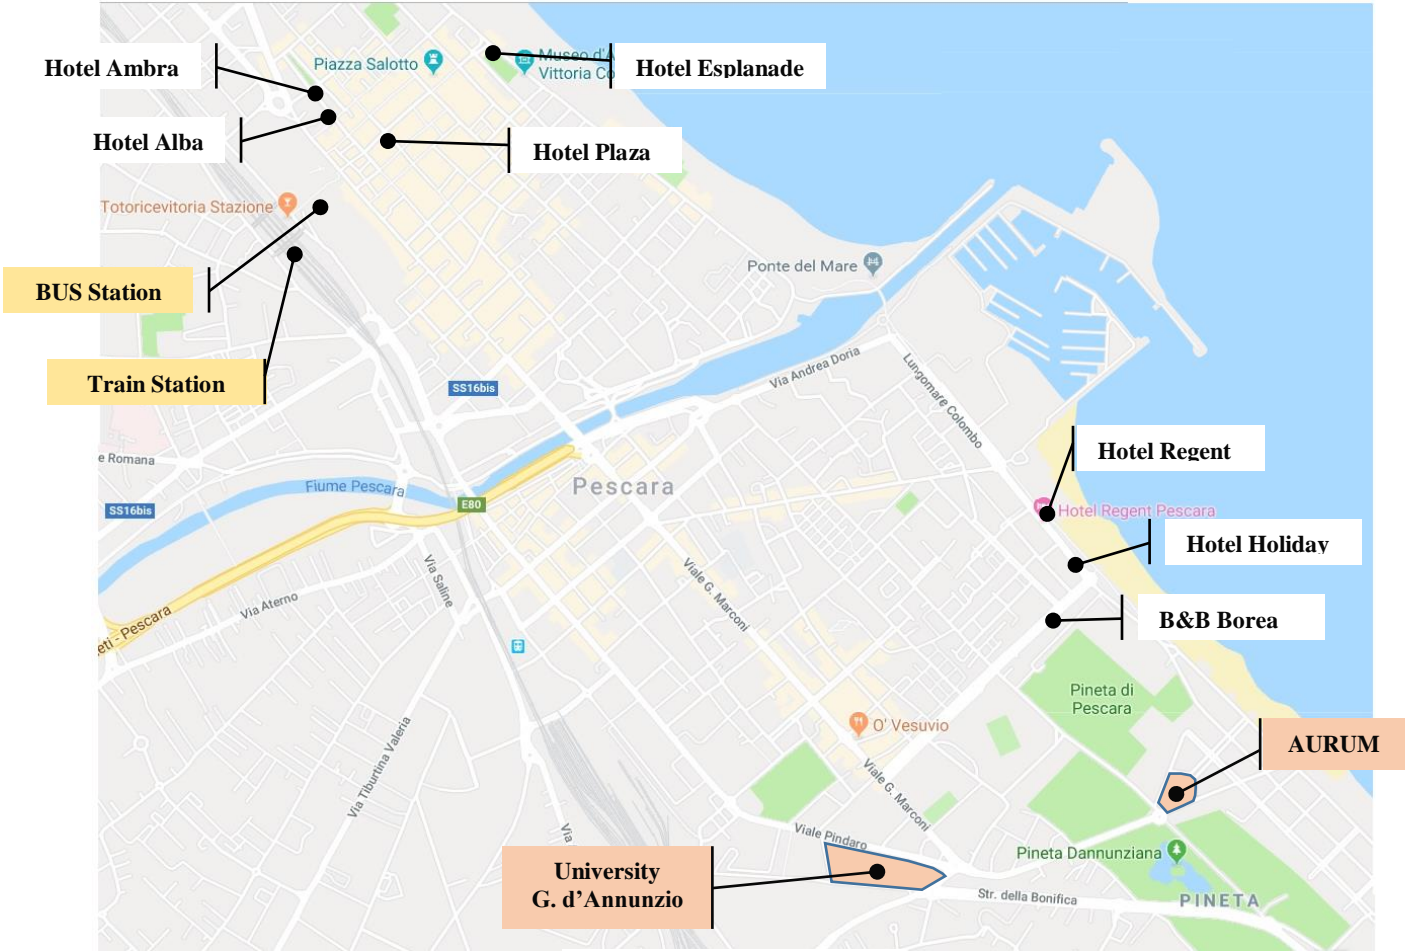 Hotel Ambra
Piazza Salotto
Museo d'A
Vittoria Co
Hotel Esplanade
Hotel Alba
Hotel Plaza
Totoricevitoria Stazione
BUS Station
Ponte del Mare
Train Station
SS16bis
Via Andrea Doria
Lungomare Colombo
Hotel Regent
e Romana
Fiume Pescara
Pescara
SS16bis
E80
Hotel Regent Pescara
Hotel Holiday
Via Saline
Viale G. Marconi
Via Aterno
eti - Pescara
B&B Borea
Pineta di
Pescara
O' Vesuvio
Via Tiburtina Valeria
AURUM
Viale G. Marconi
Via
Viale Pindaro
Pineta Dannunziana
University
G. d'Annunzio
Str. della Bonifica
PINETA